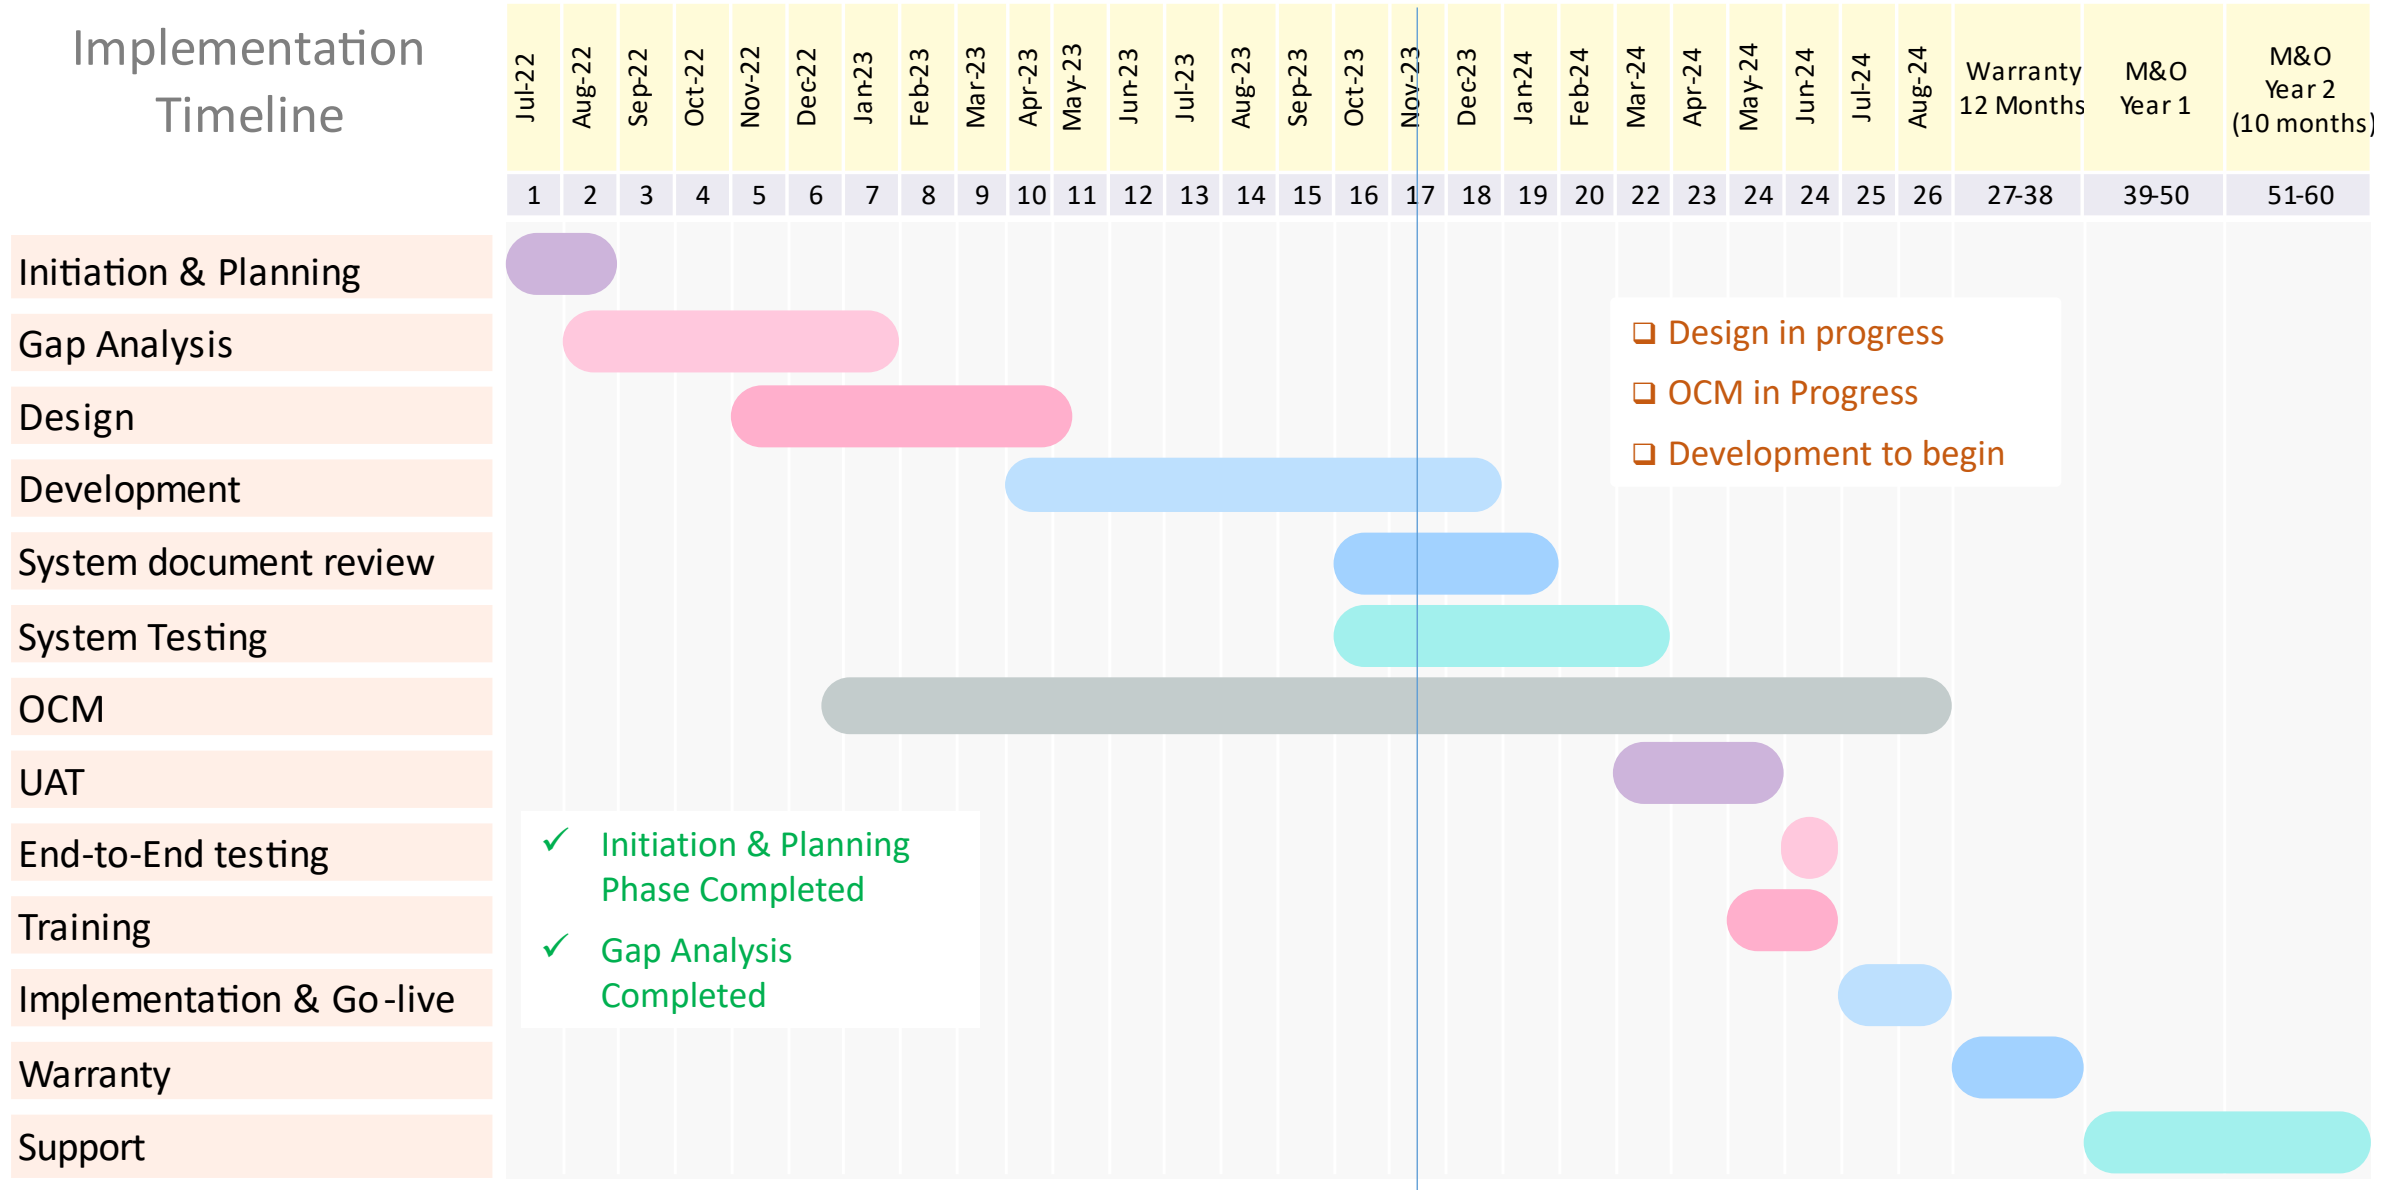 Implementation
Timeline
Jul-22
Aug-22
Sep-22
Oct-22
Nov-22
Dec-22
Jan-23
Feb-23
Mar-23
Apr-23
May-23
Jun-23
Jul-23
Aug-23
Sep-23
Oct-23
Nov-23
Dec-23
Jan-24
Feb-24
Mar-24
Apr-24
May-24
Jun-24
Jul-24
Aug-24
Warranty
12 Months
M&O
Year 1
M&O
Year 2
(10 months)
1 2 3 4 5 6 7 8 9 10 11 12 13 14 15 16 17 18 19 20 22 23 24 24 25 26 27-38 39-50 51-60
Initiation & Planning
Gap Analysis
Design
Development
System document review
System Testing
OCM
UAT
End-to-End testing
Training
Implementation & Go-live
Warranty
Support
❑ Design in progress
❑ OCM in Progress
❑ Development to begin
✓ Initiation & Planning
Phase Completed
✓ Gap Analysis
Completed